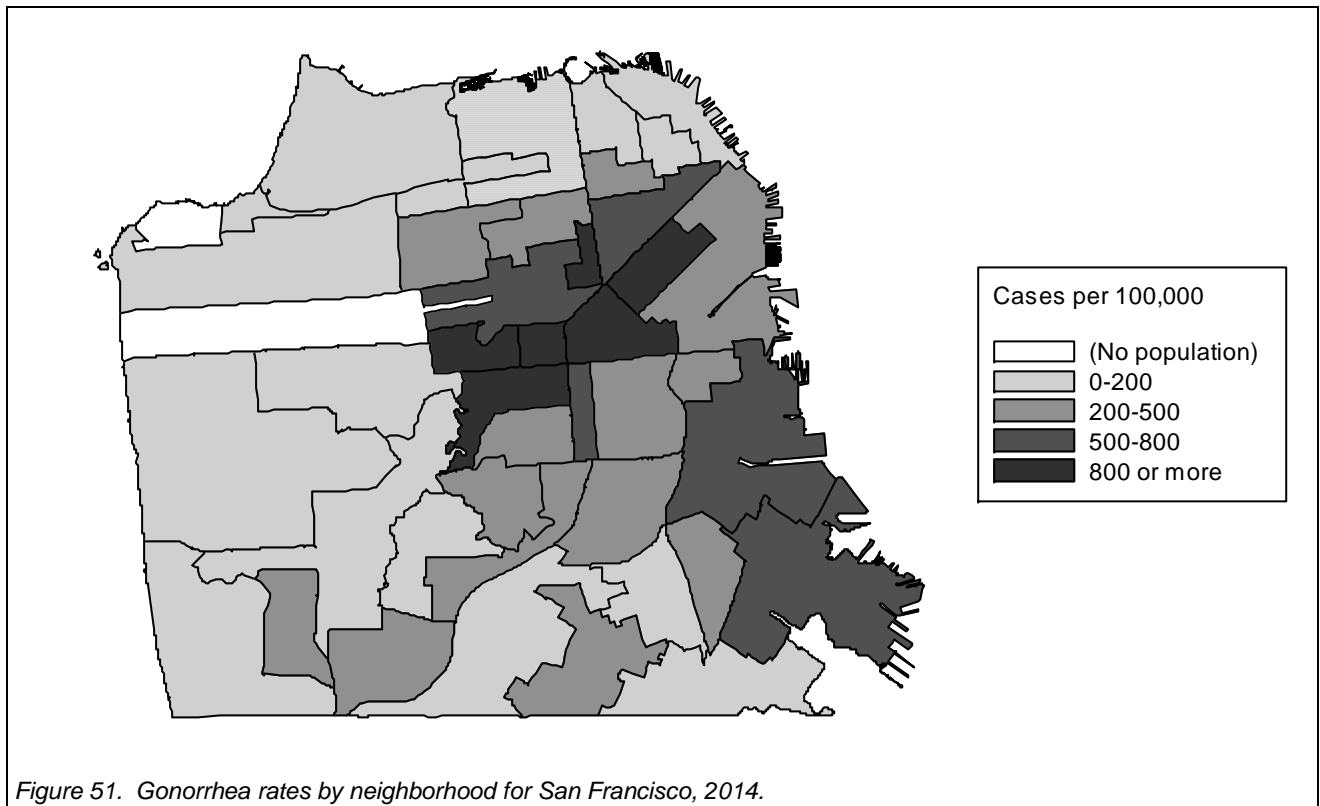 Cases per 100,000
(No population)
0-200
200-500
500-800
800 or more
Figure 51. Gonorrhea rates by neighborhood for San Francisco, 2014.